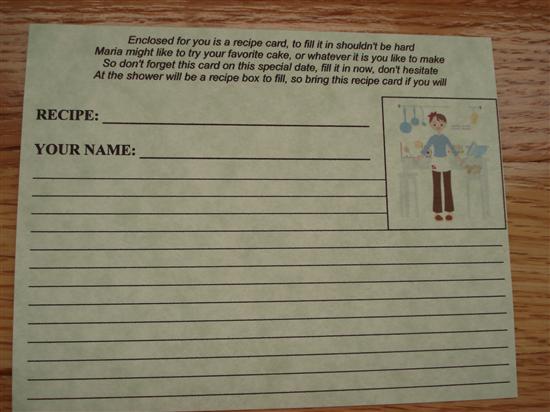 Enclosed for you is a recipe card, to fill it in shouldn't be hard
Maria might like to try your favorite cake, or whatever it is you like to make
So don't forget this card on this special date, fill it in now, don't hesitate
At the shower will be a recipe box to fill, so bring this recipe card if you will
RECIPE:
YOUR NAME: